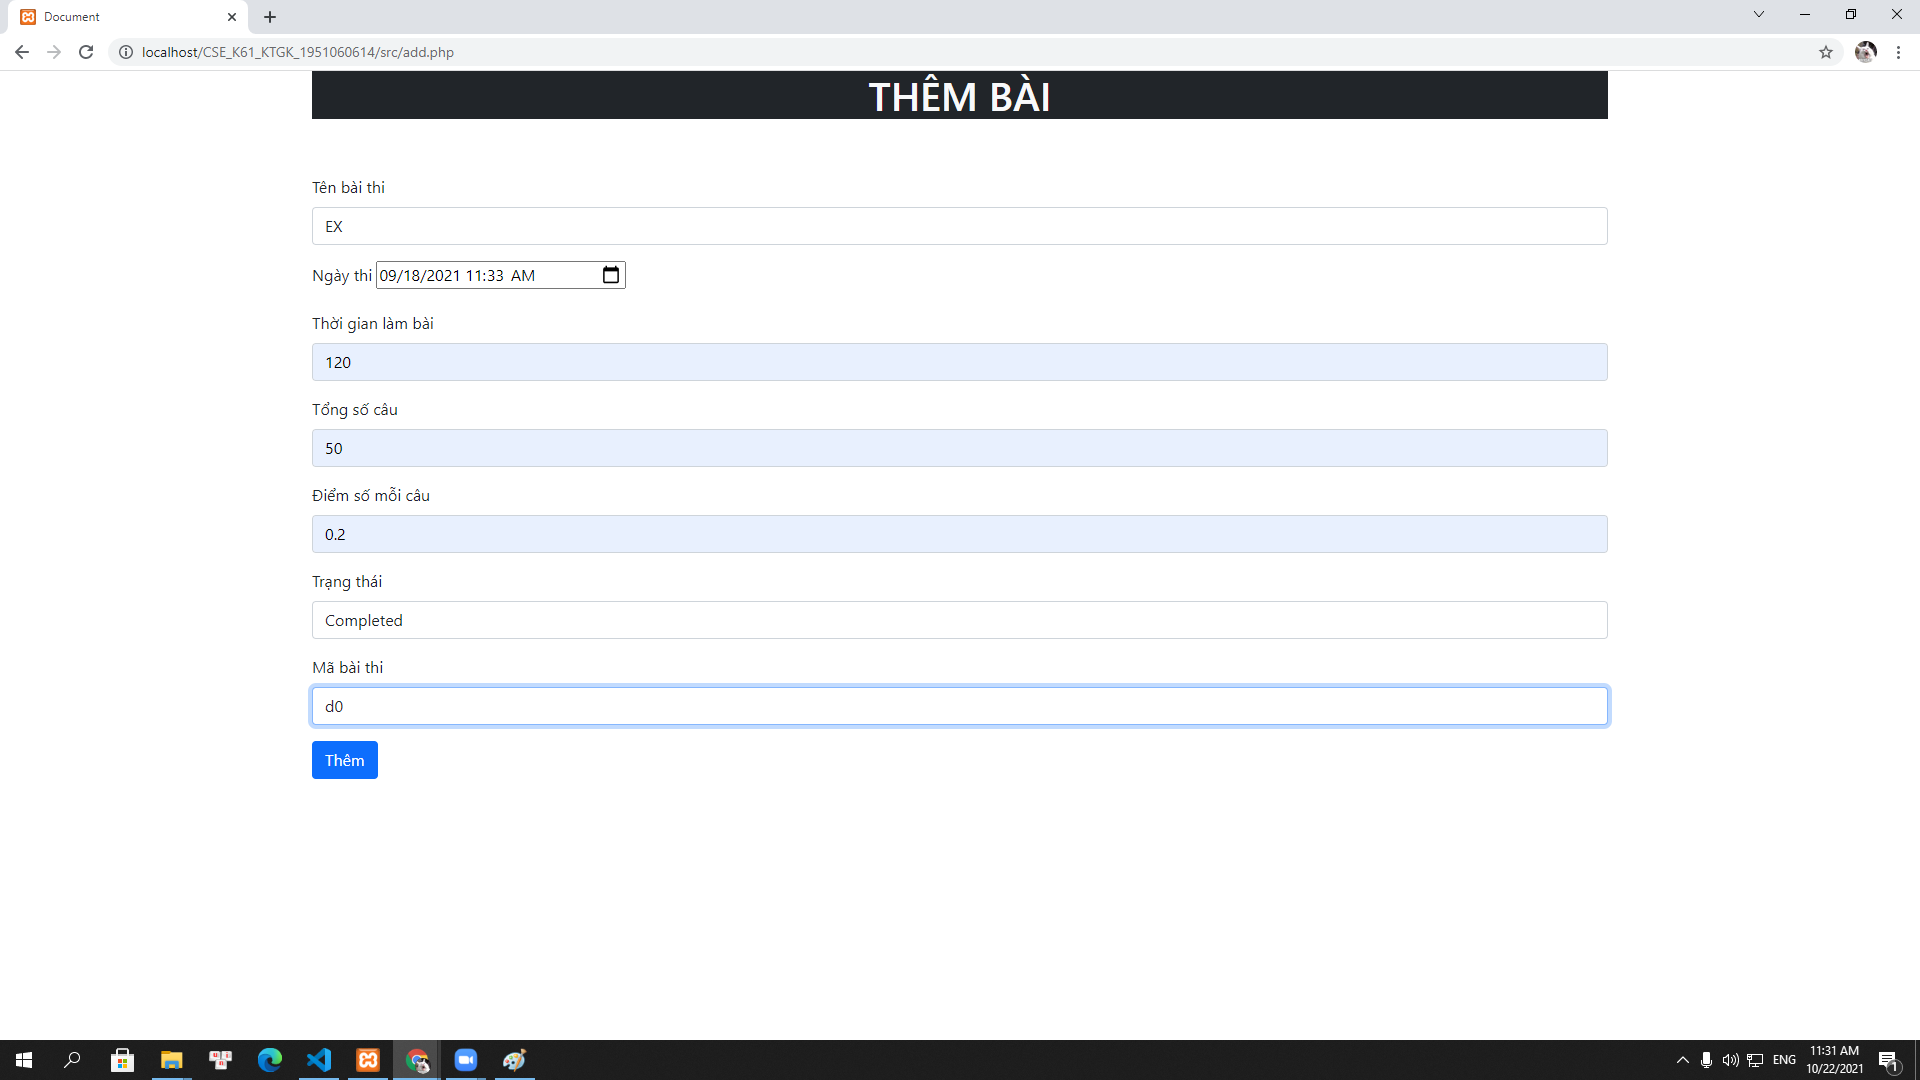 Document
localhost/CSE_K61_KTGK_1951060614/src/add.php
THÊM BÀI
Tên bài thi
EX
Ngày thi 09/18/2021 11:33 AM
Thời gian làm bài
120
Tổng số câu
50
Điểm số mỗi câu
0.2
Trạng thái
Completed
Mã bài thi
d0
Thêm
ENG
11:31 AM
10/22/2021
1